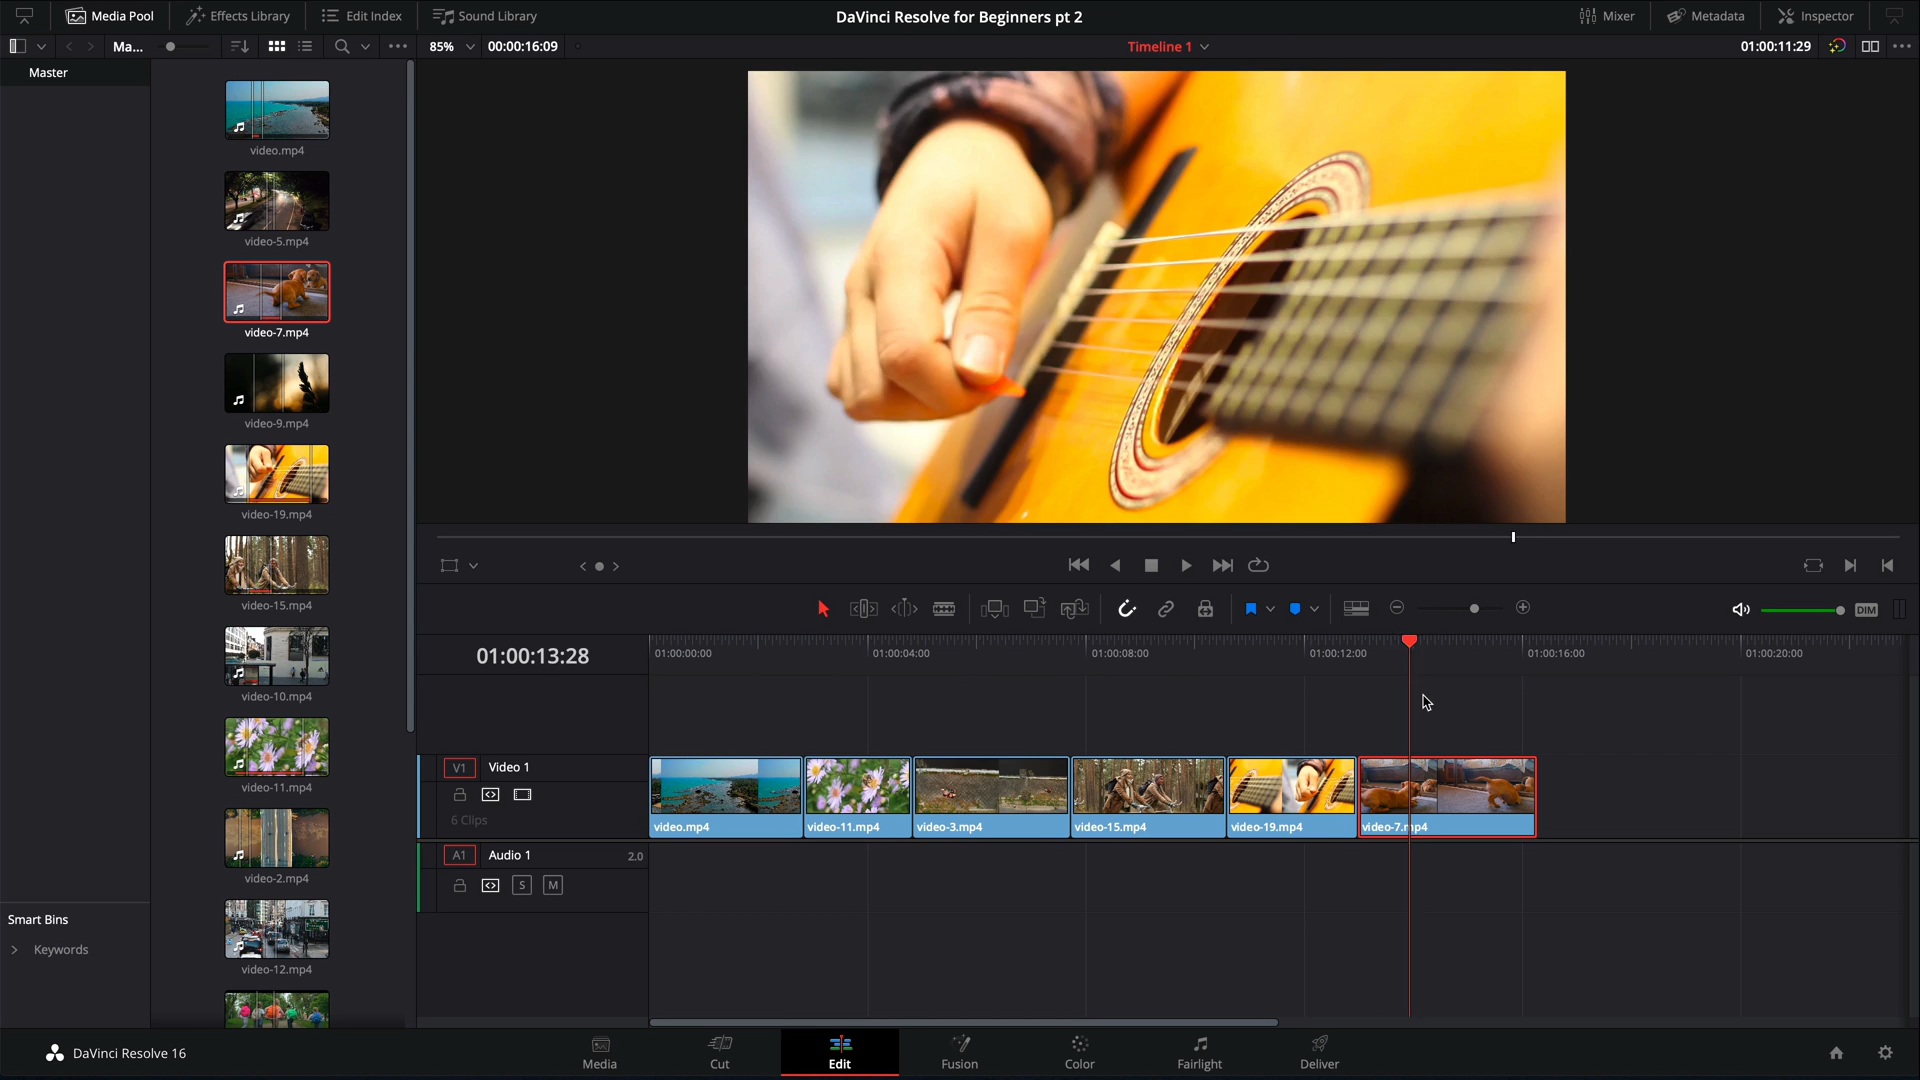 Media Pool
Effects Library
Edit Index
Sound Library
DaVinci Resolve for Beginners pt 2
Mixer
Metadata
Inspector
Ma...
85%
00:00:16:09
Timeline 1
01:00:11:29
Master
video.mp4
video-5.mp4
video-7.mp4
video-9.mp4
video-19.mp4
video-15.mp4
video-10.mp4
video-11.mp4
video-2.mp4
video-12.mp4
Smart Bins
Keywords
DIM
01:00:13:28
01:00:00:00
01:00:04:00
01:00:08:00
01:00:12:00
01:00:16:00
01:00:20:00
V1
Video 1
6 Clips
video.mp4
video-11.mp4
video-3.mp4
video-15.mp4
video-19.mp4
video-7.mp4
A1
Audio 1
2.0
S
M
DaVinci Resolve 16
Media
Cut
Edit
Fusion
Color
Fairlight
Deliver